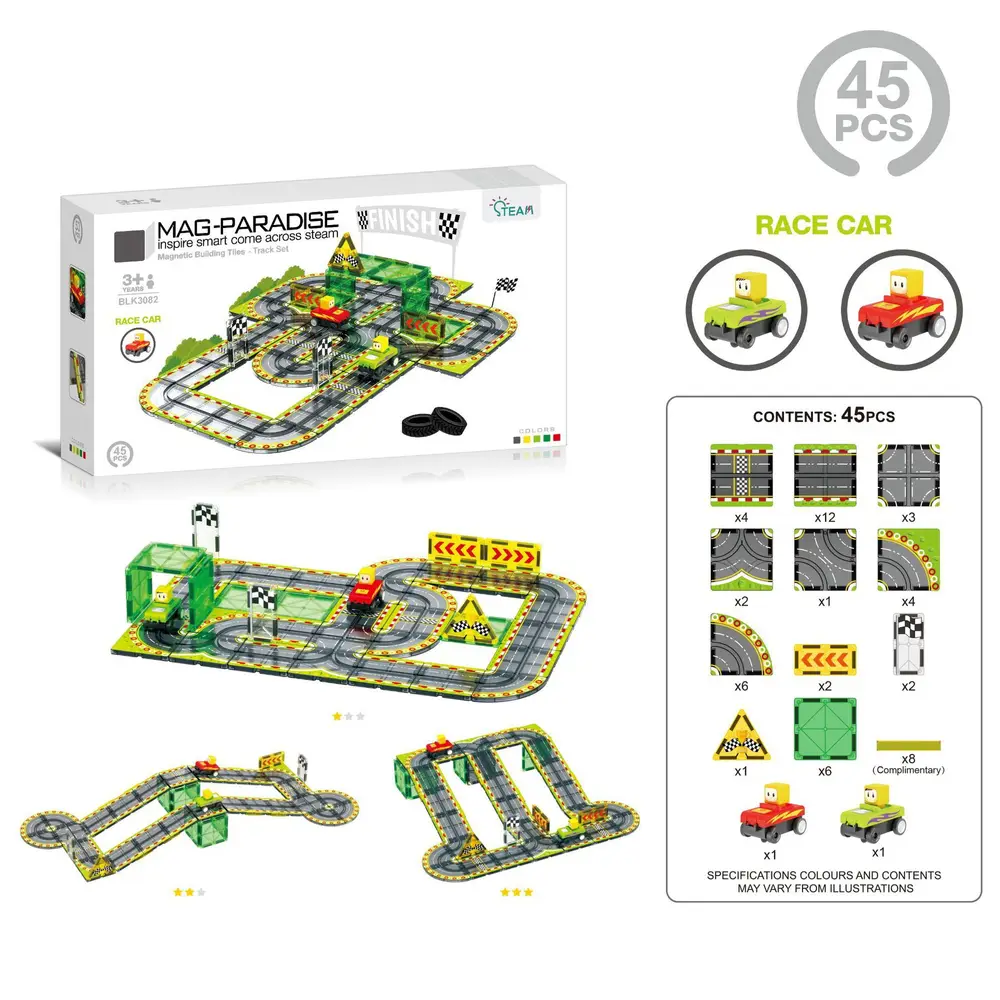 45
PCS
RACE CAR
3+
MAG-PARADISE
inspire smart come across steam
Magnetic Building Tiles - Track Set
STEAM
FINISH
3+
YEARS
BLK3082
RACE CAR
45
PCS
COLORS
CONTENTS: 45PCS
x4
x12
x3
x2
x1
x4
x6
x2
x2
x1
x6
x8
(Complimentary)
x1
x1
SPECIFICATIONS COLOURS AND CONTENTS
MAY VARY FROM ILLUSTRATIONS